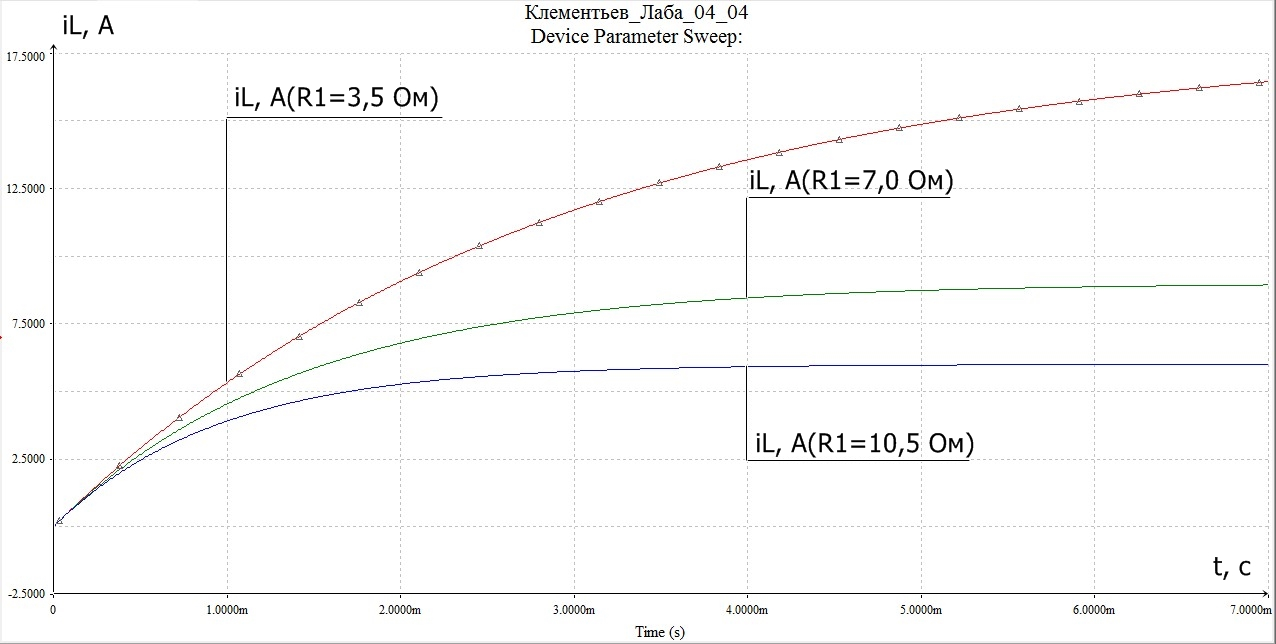 Клементьев_Лаба_04_04
Device Parameter Sweep:
iL, А
17.5000
iL, А(R1=3,5 Ом)
12.5000
iL, А(R1=7,0 Ом)
7.5000
iL, А(R1=10,5 Ом)
2.5000
t, с
-2.5000
0 1.0000m 2.0000m 3.0000m 4.0000m 5.0000m 6.0000m 7.0000m
Time (s)